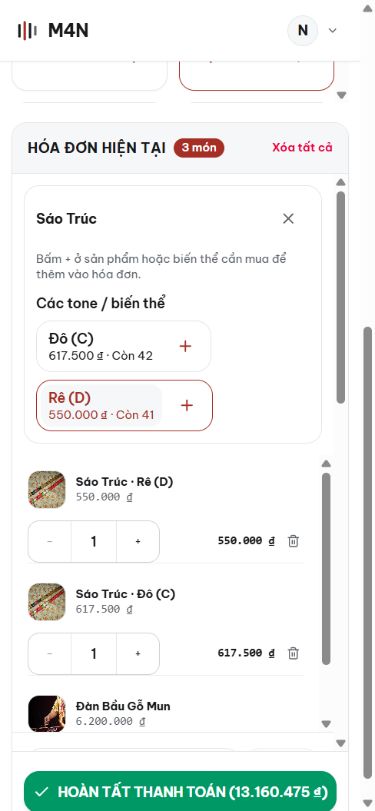 M4N
N
HÓA ĐƠN HIỆN TẠI
3 món
Xóa tất cả
Sáo Trúc
Bấm + ở sản phẩm hoặc biến thể cần mua để
thêm vào hóa đơn.
Các tone / biến thể
Đô (C)
617.500 ₫ · Còn 42
+
Rê (D)
550.000 ₫ · Còn 41
+
Sáo Trúc · Rê (D)
550.000 ₫
- 1 +
550.000 ₫
Sáo Trúc · Đô (C)
617.500 ₫
- 1 +
617.500 ₫
Đàn Bầu Gỗ Mun
6.200.000 ₫
HOÀN TẤT THANH TOÁN (13.160.475 ₫)